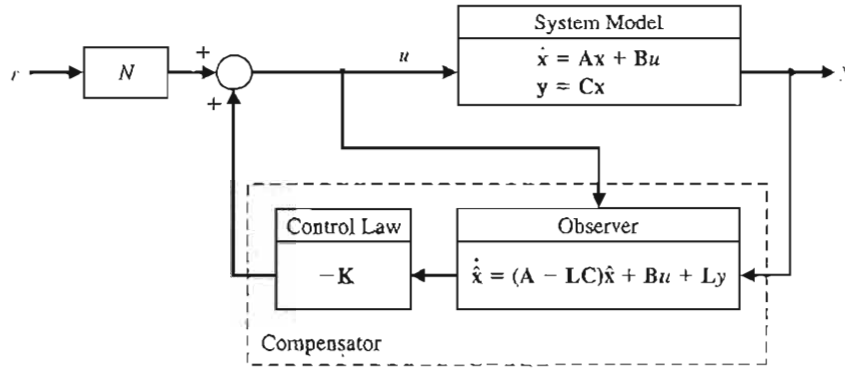 System Model
ẋ = Ax + Bu
y = Cx
u
r
N
+
+
y
Control Law
−K
Observer
x̂̇ = (A − LC)x̂ + Bu + Ly
Compensator